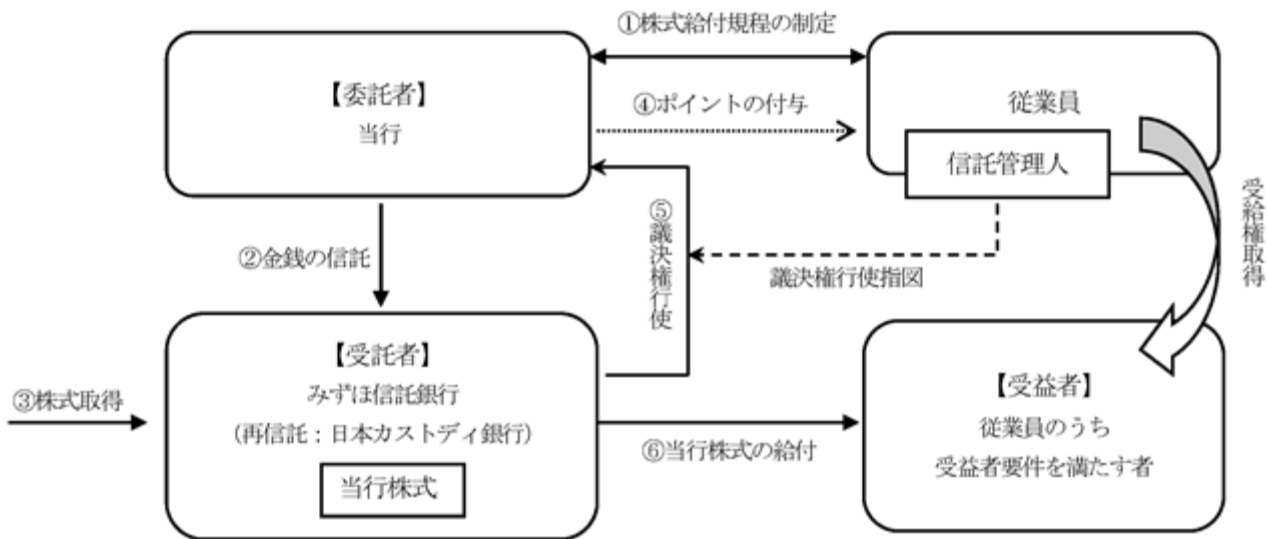 ①株式給付規程の制定
【委託者】
当行
④ポイントの付与
従業員
信託管理人
②金銭の信託
⑤議決権行使
議決権行使指図
受給権取得
③株式取得
【受託者】
みずほ信託銀行
(再信託：日本カストディ銀行)
当行株式
⑥当行株式の給付
【受益者】
従業員のうち
受益者要件を満たす者